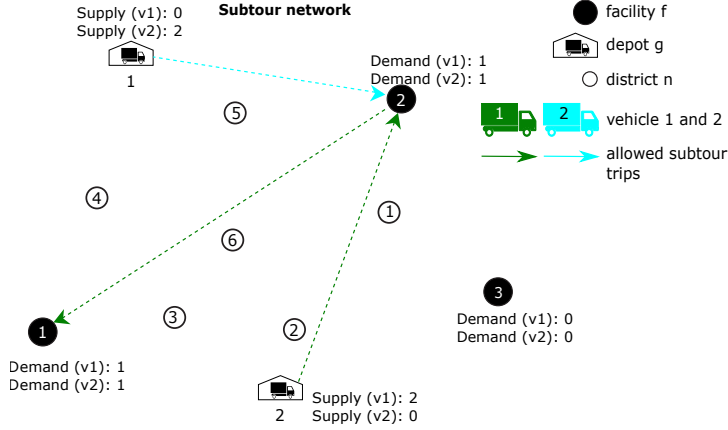 Supply (v1): 0
Supply (v2): 2
1
Subtour network
Demand (v1): 1
Demand (v2): 1
2
facility f
depot g
district n
1
2
vehicle 1 and 2
allowed subtour
trips
5
4
1
6
3
2
1
Demand (v1): 1
Demand (v2): 1
3
Demand (v1): 0
Demand (v2): 0
2
Supply (v1): 2
Supply (v2): 0